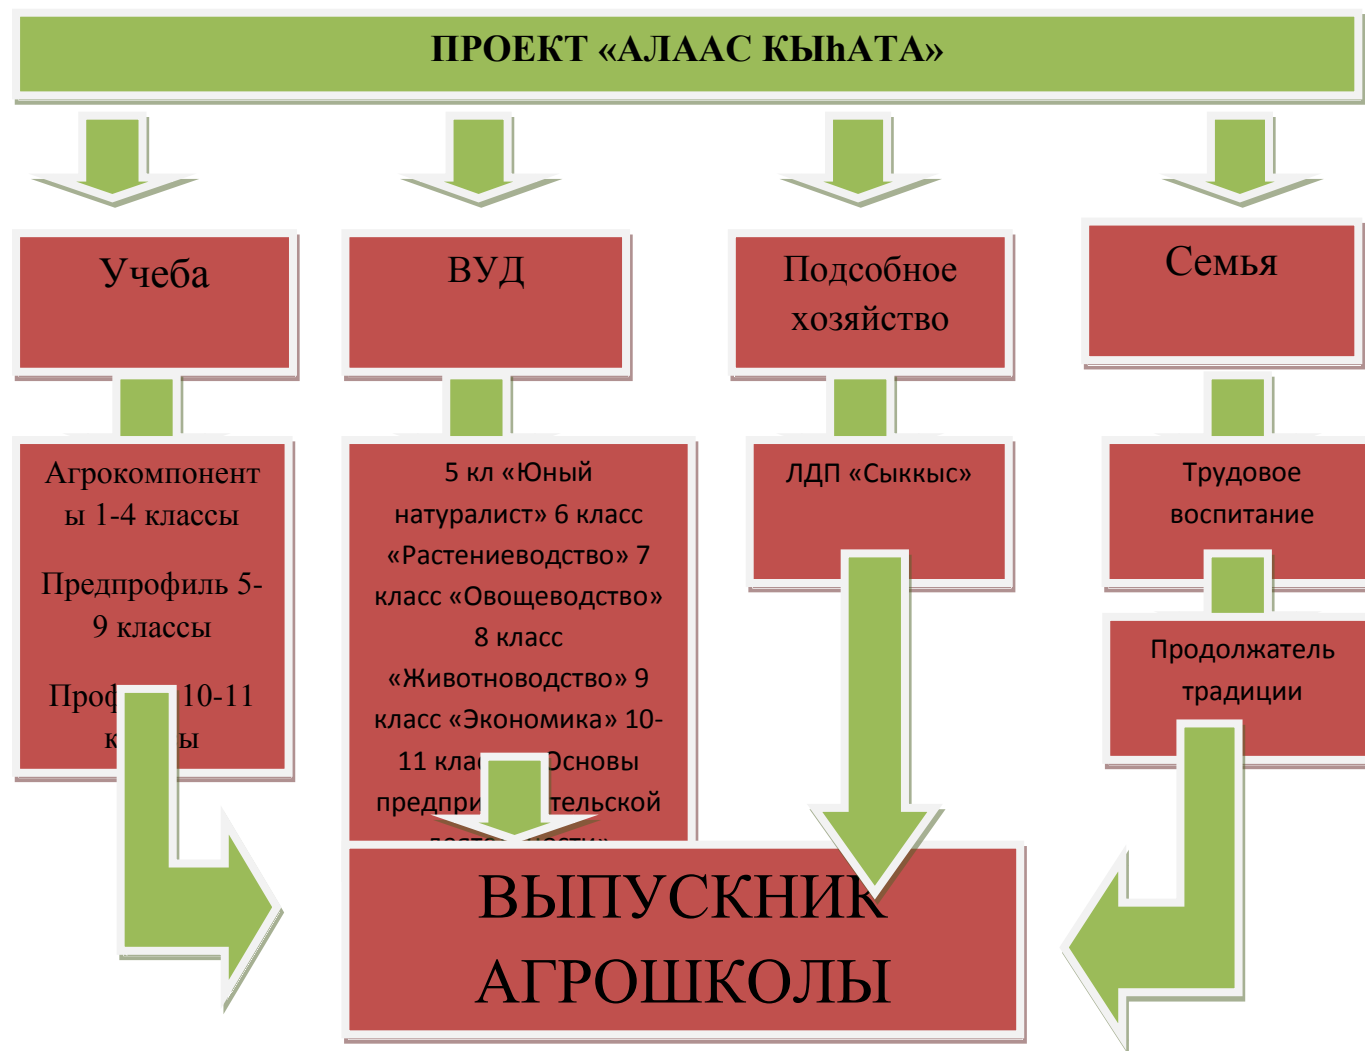 ПРОЕКТ «АЛААС КЫһАТА»
Учеба
ВУД
Подсобное
хозяйство
Семья
Агрокомпонент
ы 1-4 классы
Предпрофиль 5-
9 классы
10-11
5 кл «Юный
натуралист» 6 класс
«Растениеводство» 7
класс «Овощеводство»
8 класс
«Животноводство» 9
класс «Экономика» 10-
11 Основы
ЛДП «Сыккыс»
Трудовое
воспитание
Продолжатель
традиции
ВЫПУСКНИК
АГРОШКОЛЫ